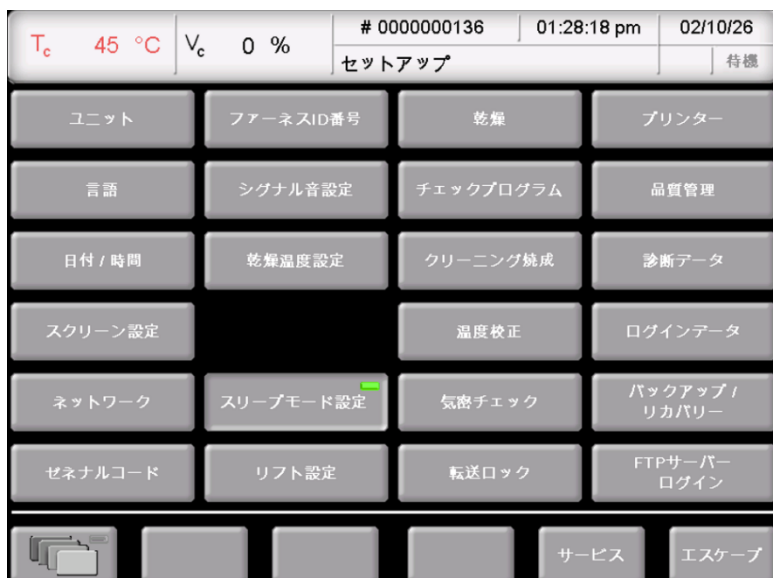 Tc 45 °C Vc 0 % # 0000000136 01:28:18 pm 02/10/26
セットアップ 待機
ユニット ファーネスID番号 乾燥 プリンター
言語 シグナル音設定 チェックプログラム 品質管理
日付 / 時間 乾燥温度設定 クリーニング焼成 診断データ
スクリーン設定 温度校正 ログインデータ
ネットワーク スリープモード設定 気密チェック バックアップ /
リカバリー
ゼネナルコード リフト設定 転送ロック FTPサーバー
ログイン
サービス エスケープ